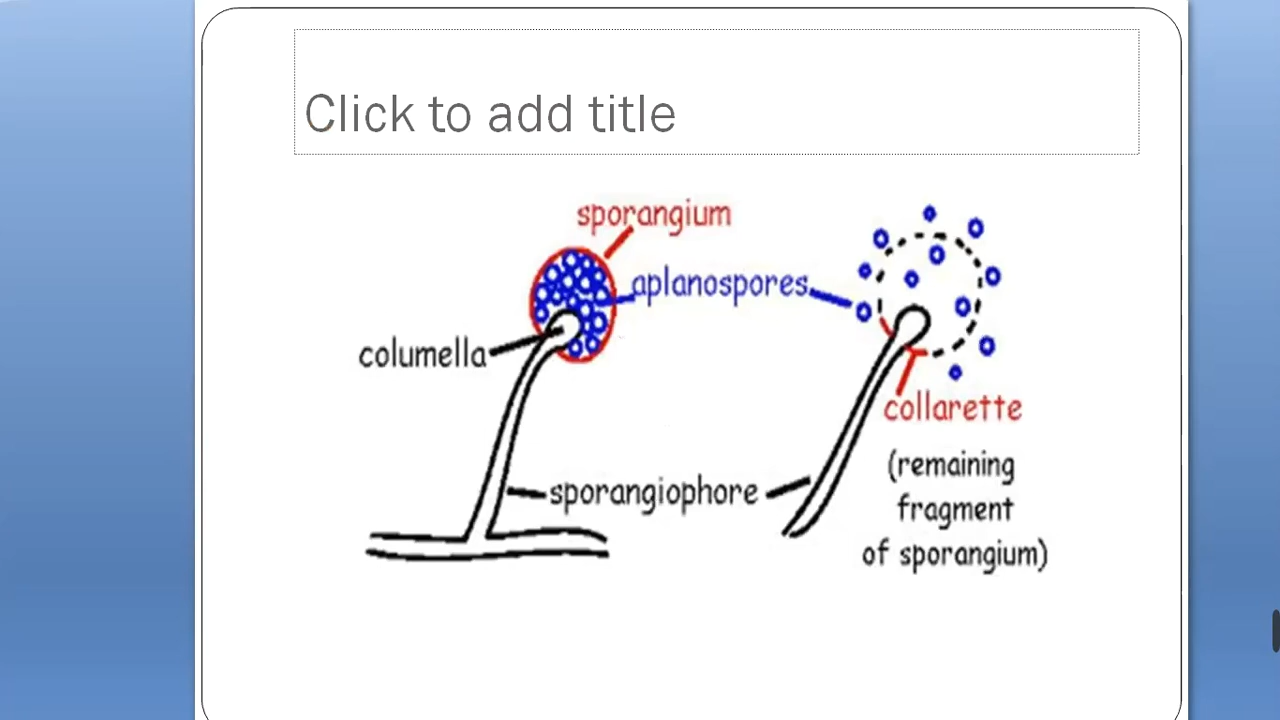 Click to add title
sporangium
aplanospores
columella
collarette
(remaining
fragment
of sporangium)
sporangiophore